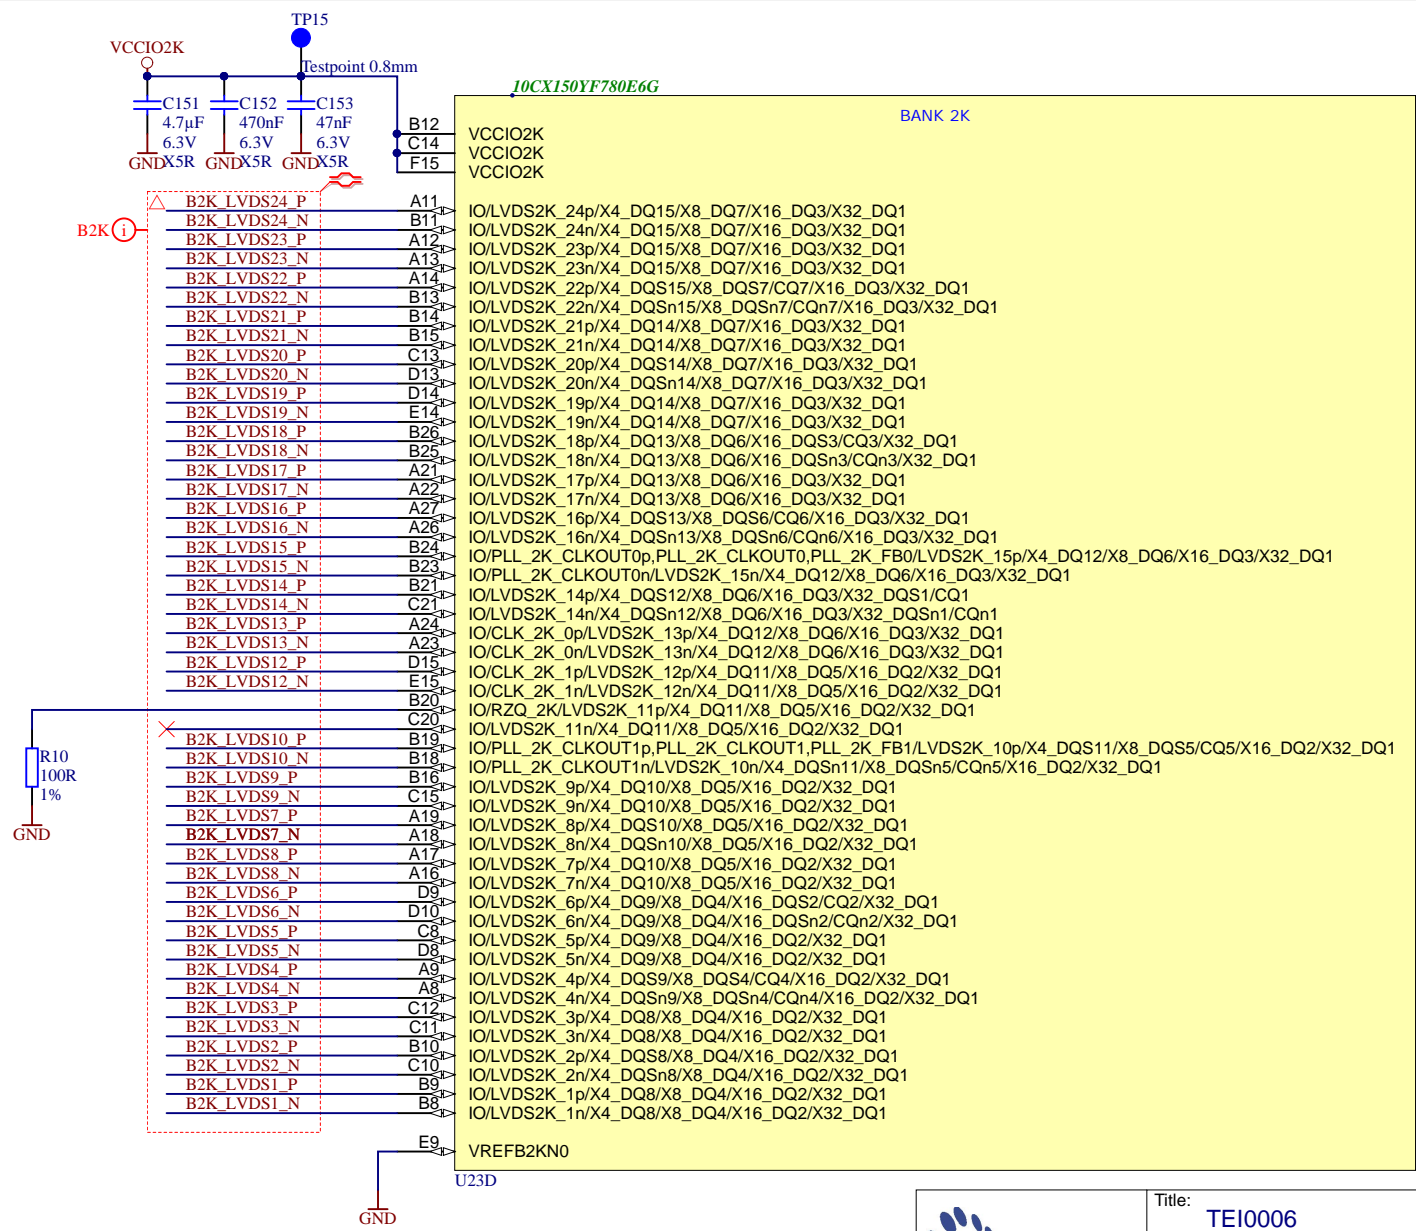 TP15
VCCIO2K
Testpoint 0.8mm
C151 C152 C153
4.7µF 470nF 47nF
6.3V 6.3V 6.3V
X5R X5R X5R
GND GND GND
10CX150YF780E6G
BANK 2K
B12 VCCIO2K
C14 VCCIO2K
F15 VCCIO2K
B2K i
B2K_LVDS24_P A11 IO/LVDS2K_24p/X4_DQ15/X8_DQ7/X16_DQ3/X32_DQ1
B2K_LVDS24_N B11 IO/LVDS2K_24n/X4_DQ15/X8_DQ7/X16_DQ3/X32_DQ1
B2K_LVDS23_P A12 IO/LVDS2K_23p/X4_DQ15/X8_DQ7/X16_DQ3/X32_DQ1
B2K_LVDS23_N A13 IO/LVDS2K_23n/X4_DQ15/X8_DQ7/X16_DQ3/X32_DQ1
B2K_LVDS22_P A14 IO/LVDS2K_22p/X4_DQS15/X8_DQS7/CQ7/X16_DQ3/X32_DQ1
B2K_LVDS22_N B13 IO/LVDS2K_22n/X4_DQSn15/X8_DQSn7/CQn7/X16_DQ3/X32_DQ1
B2K_LVDS21_P B14 IO/LVDS2K_21p/X4_DQ14/X8_DQ7/X16_DQ3/X32_DQ1
B2K_LVDS21_N B15 IO/LVDS2K_21n/X4_DQ14/X8_DQ7/X16_DQ3/X32_DQ1
B2K_LVDS20_P C13 IO/LVDS2K_20p/X4_DQS14/X8_DQ7/X16_DQ3/X32_DQ1
B2K_LVDS20_N D13 IO/LVDS2K_20n/X4_DQSn14/X8_DQ7/X16_DQ3/X32_DQ1
B2K_LVDS19_P D14 IO/LVDS2K_19p/X4_DQ14/X8_DQ7/X16_DQ3/X32_DQ1
B2K_LVDS19_N E14 IO/LVDS2K_19n/X4_DQ14/X8_DQ7/X16_DQ3/X32_DQ1
B2K_LVDS18_P B26 IO/LVDS2K_18p/X4_DQ13/X8_DQ6/X16_DQS3/CQ3/X32_DQ1
B2K_LVDS18_N B25 IO/LVDS2K_18n/X4_DQ13/X8_DQ6/X16_DQSn3/CQn3/X32_DQ1
B2K_LVDS17_P A21 IO/LVDS2K_17p/X4_DQ13/X8_DQ6/X16_DQ3/X32_DQ1
B2K_LVDS17_N A22 IO/LVDS2K_17n/X4_DQ13/X8_DQ6/X16_DQ3/X32_DQ1
B2K_LVDS16_P A27 IO/LVDS2K_16p/X4_DQS13/X8_DQS6/CQ6/X16_DQ3/X32_DQ1
B2K_LVDS16_N A26 IO/LVDS2K_16n/X4_DQSn13/X8_DQSn6/CQn6/X16_DQ3/X32_DQ1
B2K_LVDS15_P B24 IO/PLL_2K_CLKOUT0p,PLL_2K_CLKOUT0,PLL_2K_FB0/LVDS2K_15p/X4_DQ12/X8_DQ6/X16_DQ3/X32_DQ1
B2K_LVDS15_N B23 IO/PLL_2K_CLKOUT0n/LVDS2K_15n/X4_DQ12/X8_DQ6/X16_DQ3/X32_DQ1
B2K_LVDS14_P B21 IO/LVDS2K_14p/X4_DQS12/X8_DQ6/X16_DQ3/X32_DQS1/CQ1
B2K_LVDS14_N C21 IO/LVDS2K_14n/X4_DQSn12/X8_DQ6/X16_DQ3/X32_DQSn1/CQn1
B2K_LVDS13_P A24 IO/CLK_2K_0p/LVDS2K_13p/X4_DQ12/X8_DQ6/X16_DQ3/X32_DQ1
B2K_LVDS13_N A23 IO/CLK_2K_0n/LVDS2K_13n/X4_DQ12/X8_DQ6/X16_DQ3/X32_DQ1
B2K_LVDS12_P D15 IO/CLK_2K_1p/LVDS2K_12p/X4_DQ11/X8_DQ5/X16_DQ2/X32_DQ1
B2K_LVDS12_N E15 IO/CLK_2K_1n/LVDS2K_12n/X4_DQ11/X8_DQ5/X16_DQ2/X32_DQ1
B20 IO/RZQ_2K/LVDS2K_11p/X4_DQ11/X8_DQ5/X16_DQ2/X32_DQ1
C20 IO/LVDS2K_11n/X4_DQ11/X8_DQ5/X16_DQ2/X32_DQ1
B2K_LVDS10_P B19 IO/PLL_2K_CLKOUT1p,PLL_2K_CLKOUT1,PLL_2K_FB1/LVDS2K_10p/X4_DQS11/X8_DQS5/CQ5/X16_DQ2/X32_DQ1
B2K_LVDS10_N B18 IO/PLL_2K_CLKOUT1n/LVDS2K_10n/X4_DQSn11/X8_DQSn5/CQn5/X16_DQ2/X32_DQ1
B2K_LVDS9_P B16 IO/LVDS2K_9p/X4_DQ10/X8_DQ5/X16_DQ2/X32_DQ1
B2K_LVDS9_N C15 IO/LVDS2K_9n/X4_DQ10/X8_DQ5/X16_DQ2/X32_DQ1
B2K_LVDS7_P A19 IO/LVDS2K_8p/X4_DQS10/X8_DQ5/X16_DQ2/X32_DQ1
B2K_LVDS7_N A18 IO/LVDS2K_8n/X4_DQSn10/X8_DQ5/X16_DQ2/X32_DQ1
B2K_LVDS8_P A17 IO/LVDS2K_7p/X4_DQ10/X8_DQ5/X16_DQ2/X32_DQ1
B2K_LVDS8_N A16 IO/LVDS2K_7n/X4_DQ10/X8_DQ5/X16_DQ2/X32_DQ1
B2K_LVDS6_P D9 IO/LVDS2K_6p/X4_DQ9/X8_DQ4/X16_DQS2/CQ2/X32_DQ1
B2K_LVDS6_N D10 IO/LVDS2K_6n/X4_DQ9/X8_DQ4/X16_DQSn2/CQn2/X32_DQ1
B2K_LVDS5_P C8 IO/LVDS2K_5p/X4_DQ9/X8_DQ4/X16_DQ2/X32_DQ1
B2K_LVDS5_N D8 IO/LVDS2K_5n/X4_DQ9/X8_DQ4/X16_DQ2/X32_DQ1
B2K_LVDS4_P A9 IO/LVDS2K_4p/X4_DQS9/X8_DQS4/CQ4/X16_DQ2/X32_DQ1
B2K_LVDS4_N A8 IO/LVDS2K_4n/X4_DQSn9/X8_DQSn4/CQn4/X16_DQ2/X32_DQ1
B2K_LVDS3_P C12 IO/LVDS2K_3p/X4_DQ8/X8_DQ4/X16_DQ2/X32_DQ1
B2K_LVDS3_N C11 IO/LVDS2K_3n/X4_DQ8/X8_DQ4/X16_DQ2/X32_DQ1
B2K_LVDS2_P B10 IO/LVDS2K_2p/X4_DQS8/X8_DQ4/X16_DQ2/X32_DQ1
B2K_LVDS2_N C10 IO/LVDS2K_2n/X4_DQSn8/X8_DQ4/X16_DQ2/X32_DQ1
B2K_LVDS1_P B9 IO/LVDS2K_1p/X4_DQ8/X8_DQ4/X16_DQ2/X32_DQ1
B2K_LVDS1_N B8 IO/LVDS2K_1n/X4_DQ8/X8_DQ4/X16_DQ2/X32_DQ1
R10
100R
1%
GND
E9 VREFB2KN0
U23D
GND
Title:
TEI0006